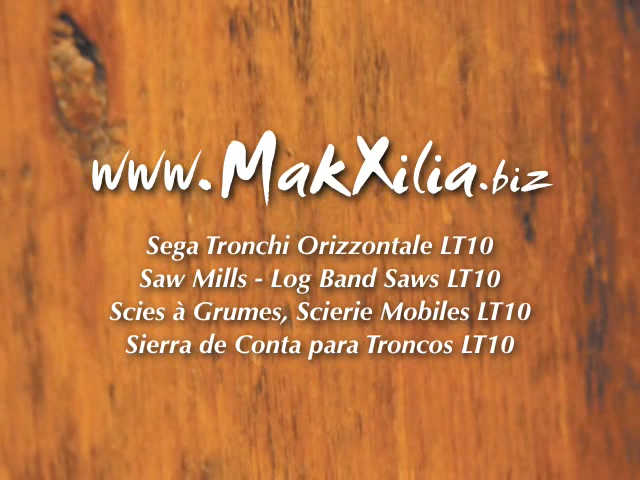 www.MakXilia.biz
Sega Tronchi Orizzontale LT10
Saw Mills - Log Band Saws LT10
Scies à Grumes, Scierie Mobiles LT10
Sierra de Conta para Troncos LT10